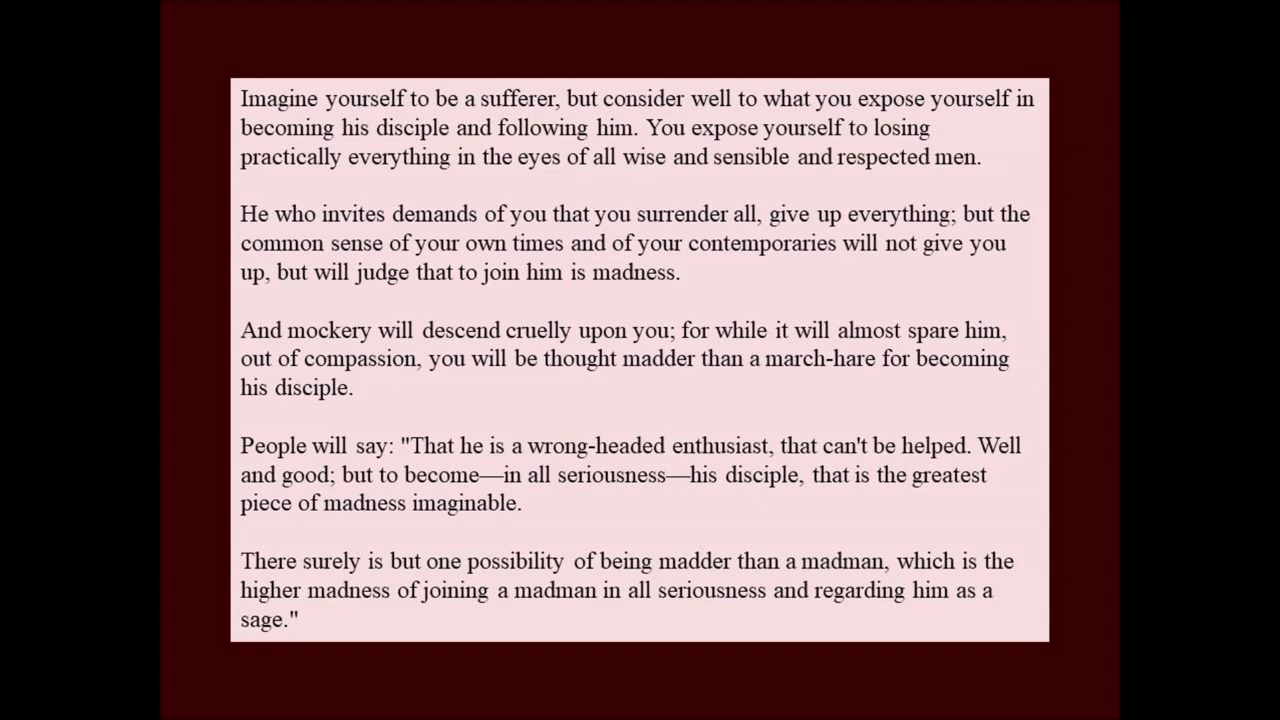 Imagine yourself to be a sufferer, but consider well to what you expose yourself in
becoming his disciple and following him. You expose yourself to losing
practically everything in the eyes of all wise and sensible and respected men.
He who invites demands of you that you surrender all, give up everything; but the
common sense of your own times and of your contemporaries will not give you
up, but will judge that to join him is madness.
And mockery will descend cruelly upon you; for while it will almost spare him,
out of compassion, you will be thought madder than a march-hare for becoming
his disciple.
People will say: "That he is a wrong-headed enthusiast, that can't be helped. Well
and good; but to become—in all seriousness—his disciple, that is the greatest
piece of madness imaginable.
There surely is but one possibility of being madder than a madman, which is the
higher madness of joining a madman in all seriousness and regarding him as a
sage."